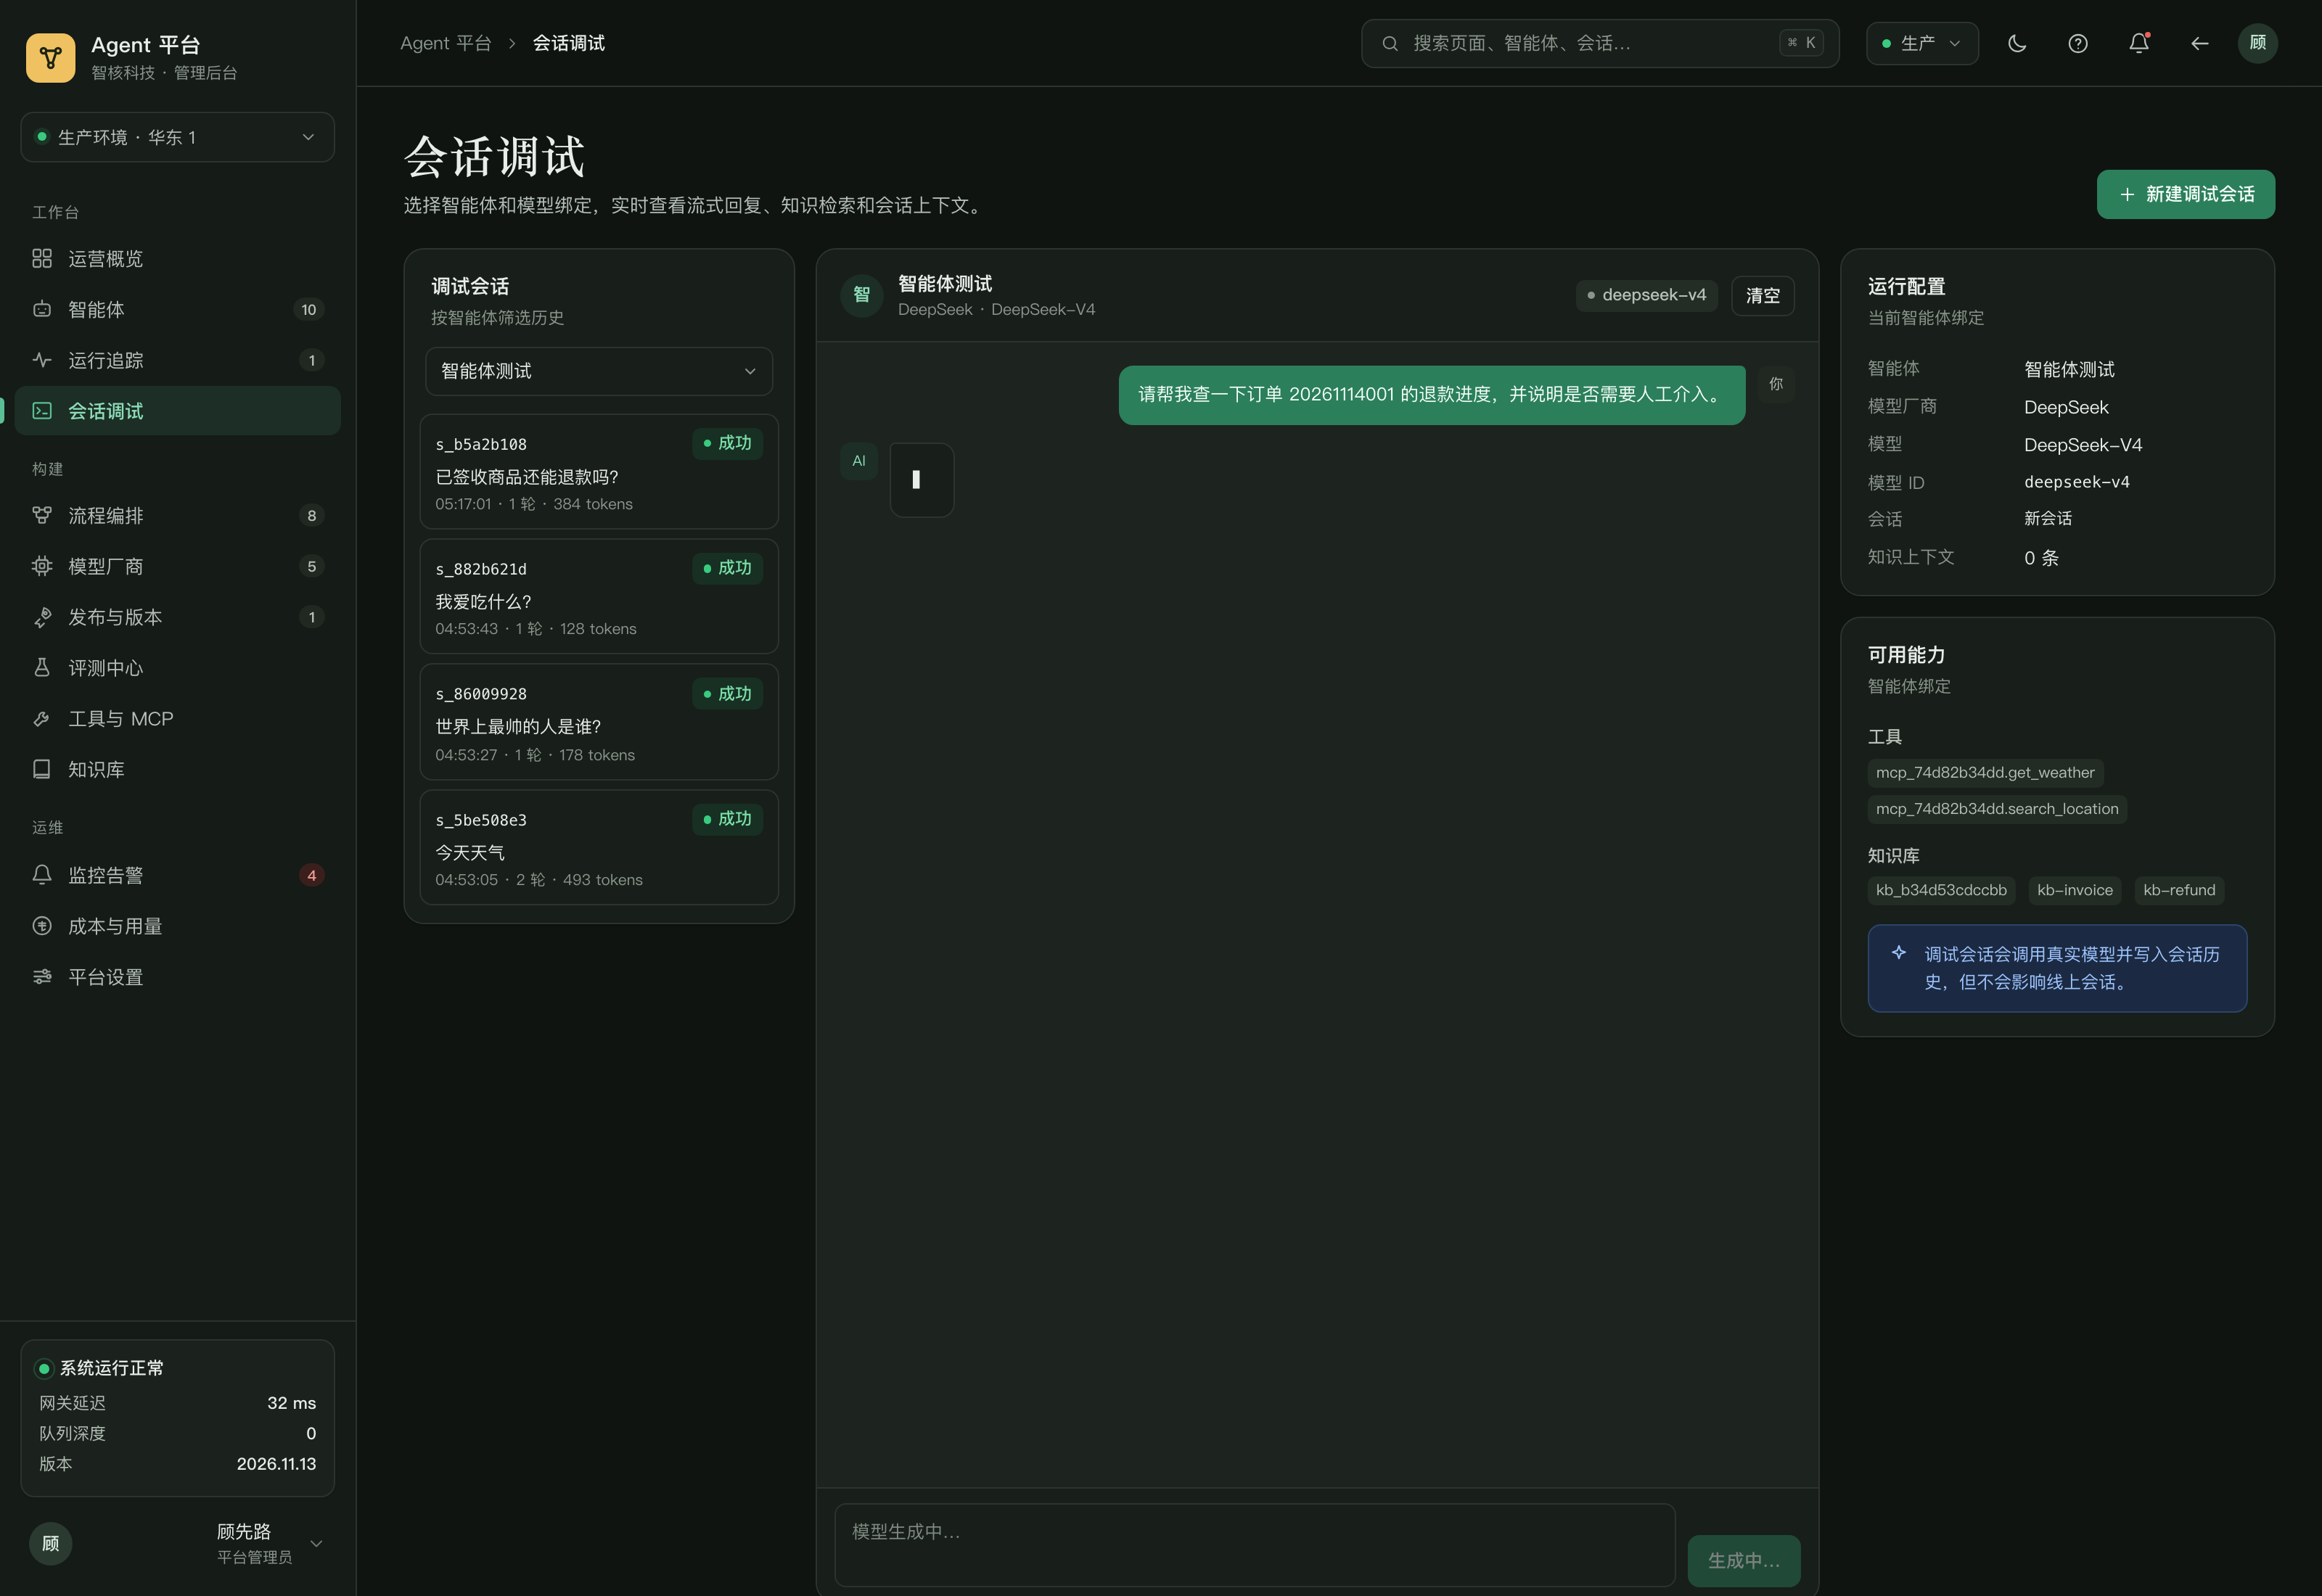 Agent 平台
智核科技 · 管理后台
生产环境 · 华东 1
工作台
运营概览
智能体 10
运行追踪 1
会话调试
构建
流程编排 8
模型厂商 5
发布与版本 1
评测中心
工具与 MCP
知识库
运维
监控告警 4
成本与用量
平台设置
系统运行正常
网关延迟 32 ms
队列深度 0
版本 2026.11.13
顾
顾先路
平台管理员
Agent 平台 > 会话调试
搜索页面、智能体、会话... ⌘ K
生产
顾
会话调试
选择智能体和模型绑定，实时查看流式回复、知识检索和会话上下文。
+ 新建调试会话
调试会话
按智能体筛选历史
智能体测试
s_b5a2b108 成功
已签收商品还能退款吗?
05:17:01 · 1 轮 · 384 tokens
s_882b621d 成功
我爱吃什么?
04:53:43 · 1 轮 · 128 tokens
s_86009928 成功
世界上最帅的人是谁?
04:53:27 · 1 轮 · 178 tokens
s_5be508e3 成功
今天天气
04:53:05 · 2 轮 · 493 tokens
智
智能体测试
DeepSeek · DeepSeek-V4
deepseek-v4
清空
请帮我查一下订单 20261114001 的退款进度，并说明是否需要人工介入。
你
AI
模型生成中...
生成中...
运行配置
当前智能体绑定
智能体 智能体测试
模型厂商 DeepSeek
模型 DeepSeek-V4
模型 ID deepseek-v4
会话 新会话
知识上下文 0 条
可用能力
智能体绑定
工具
mcp_74d82b34dd.get_weather
mcp_74d82b34dd.search_location
知识库
kb_b34d53cdccbb kb-invoice kb-refund
调试会话会调用真实模型并写入会话历
史，但不会影响线上会话。